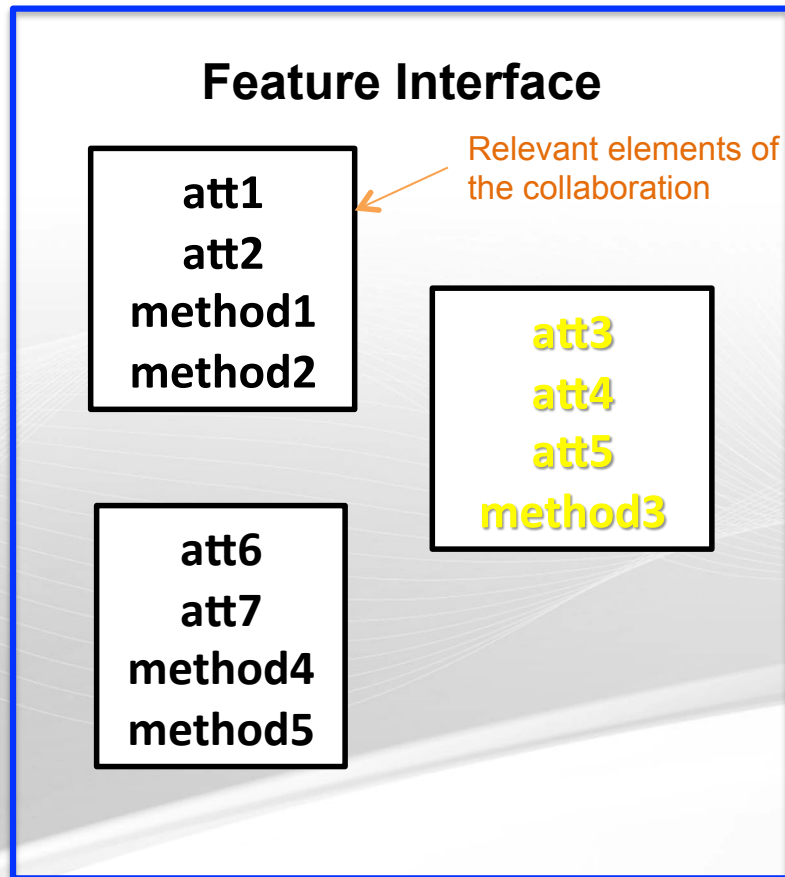 Feature Interface
Relevant elements of
the collaboration
att1
att2
method1
method2
att3
att4
att5
method3
att6
att7
method4
method5